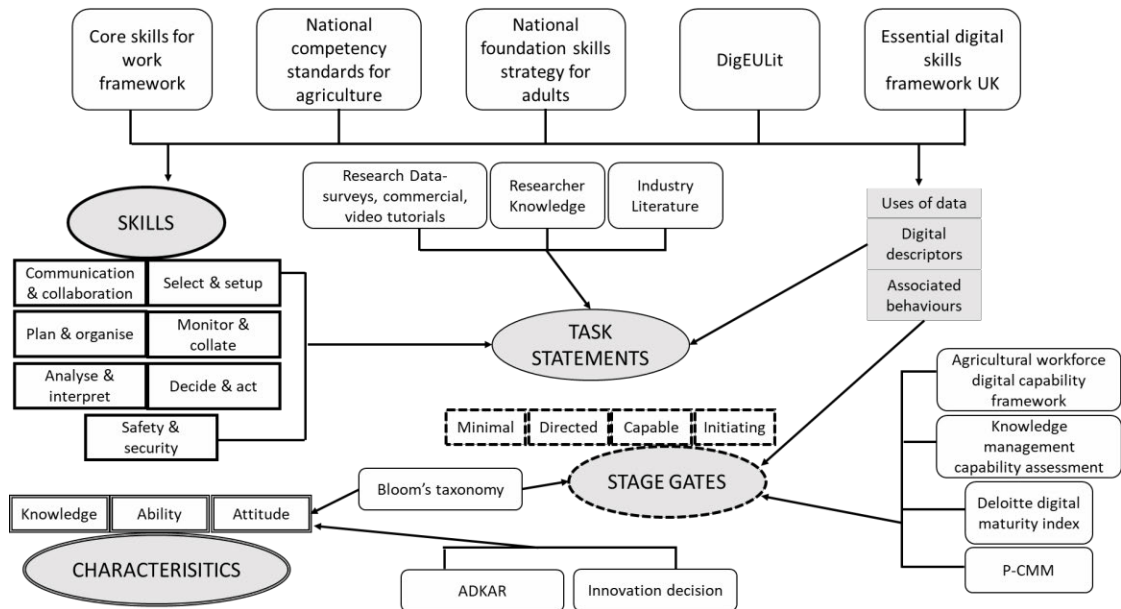 Core skills for
work
framework
National
competency
standards for
agriculture
National
foundation skills
strategy for
adults
DigEULit
Essential digital
skills
framework UK
Research Data-
surveys, commercial,
video tutorials
Researcher
Knowledge
Industry
Literature
SKILLS
Uses of data
Digital
descriptors
Associated
behaviours
Communication
& collaboration
Select & setup
Plan & organise
Monitor &
collate
Analyse &
interpret
Decide & act
Safety &
security
TASK
STATEMENTS
Agricultural workforce
digital capability
framework
Knowledge
management
capability assessment
Deloitte digital
maturity index
P-CMM
Minimal
Directed
Capable
Initiating
STAGE GATES
Bloom’s taxonomy
Knowledge
Ability
Attitude
CHARACTERISITICS
ADKAR
Innovation decision